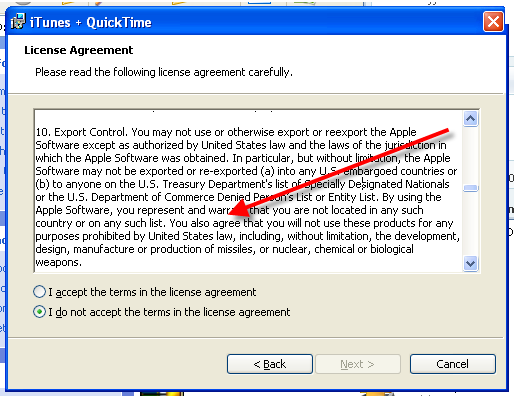 iTunes + QuickTime
License Agreement
Please read the following license agreement carefully.
10. Export Control. You may not use or otherwise export or reexport the Apple
Software except as authorized by United States law and the laws of the jurisdiction in
which the Apple Software was obtained. In particular, but without limitation, the Apple
Software may not be exported or re-exported (a) into any U.S. embargoed countries or
(b) to anyone on the U.S. Treasury Department's list of Specially Designated Nationals
or the U.S. Department of Commerce Denied Person's List or Entity List. By using the
Apple Software, you represent and warrant that you are not located in any such
country or on any such list. You also agree that you will not use these products for any
purposes prohibited by United States law, including, without limitation, the development,
design, manufacture or production of missiles, or nuclear, chemical or biological
weapons.
I accept the terms in the license agreement
I do not accept the terms in the license agreement
< Back
Next >
Cancel